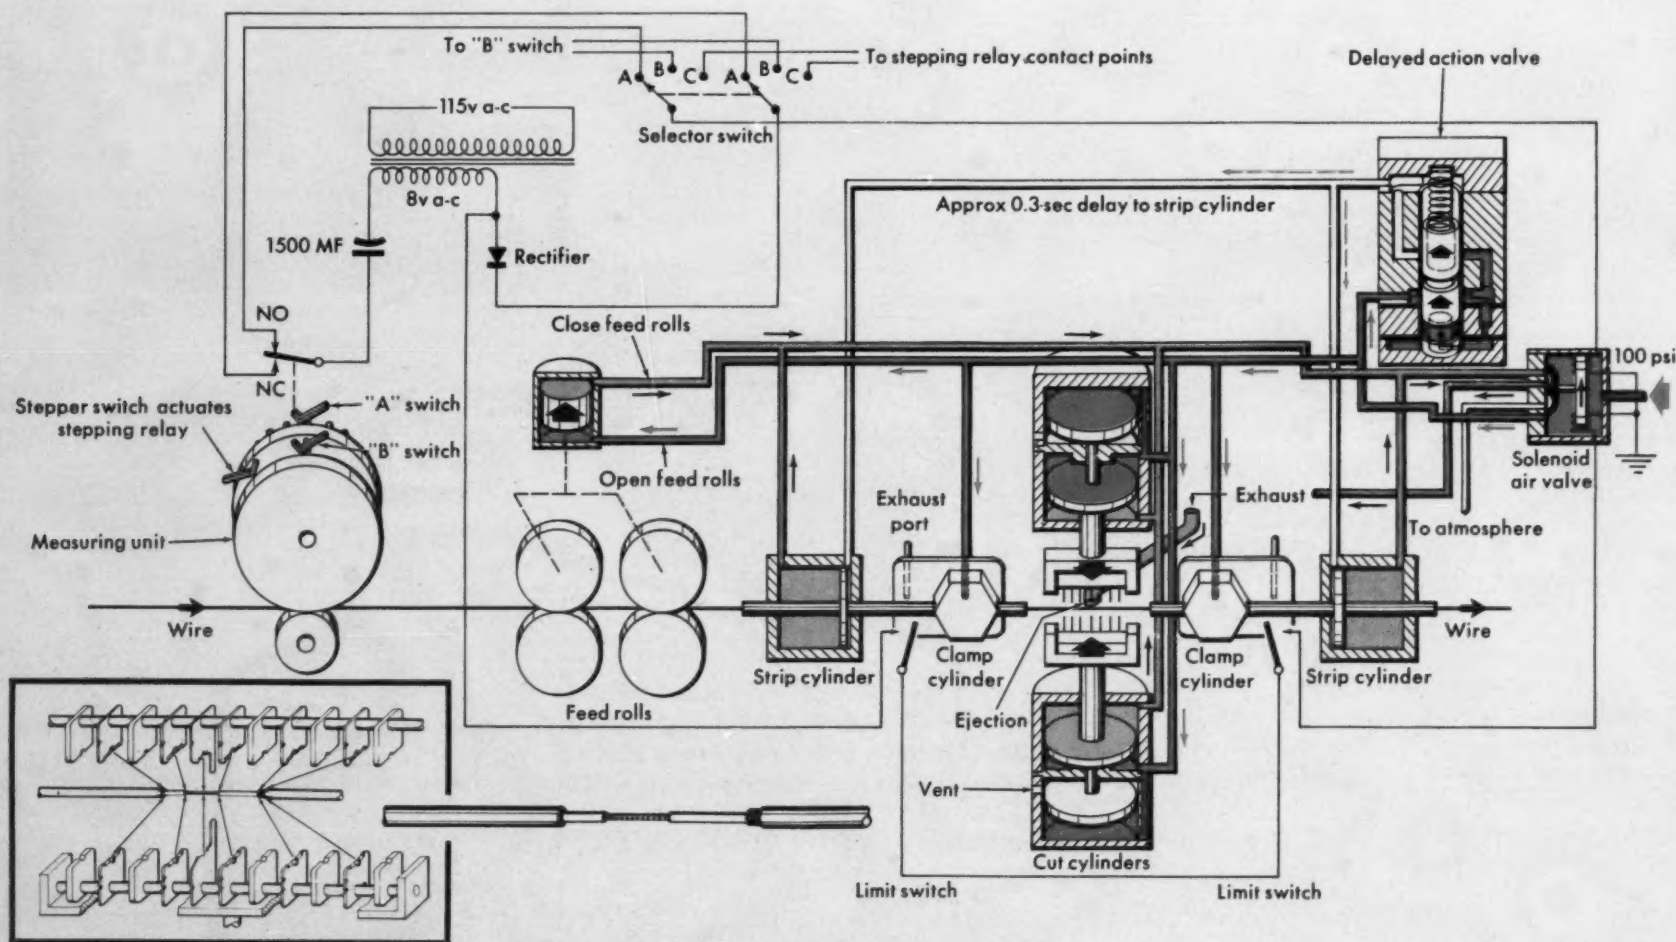 To "B" switch
A
B
C
A
B
C
To stepping relay contact points
Delayed action valve
115v a-c
Selector switch
8v a-c
Approx 0.3-sec delay to strip cylinder
1500 MF
Rectifier
NO
Close feed rolls
NC
100 psi
Stepper switch actuates
stepping relay
"A" switch
"B" switch
Open feed rolls
Exhaust
port
Exhaust
Solenoid
air valve
To atmosphere
Measuring unit
Wire
Wire
Strip cylinder
Clamp
cylinder
Clamp
cylinder
Strip cylinder
Feed rolls
Ejection
Vent
Cut cylinders
Limit switch
Limit switch